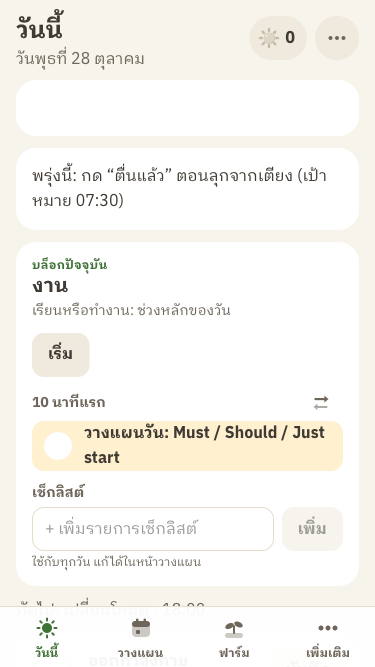 วันนี้
วันพุธที่ 28 ตุลาคม
0
พรุ่งนี้: กด “ตื่นแล้ว” ตอนลุกจากเตียง (เป้า
หมาย 07:30)
บล็อกปัจจุบัน
งาน
เรียนหรือทำงาน: ช่วงหลักของวัน
เริ่ม
10 นาทีแรก
วางแผนวัน: Must / Should / Just
start
เช็กลิสต์
+ เพิ่มรายการเช็กลิสต์
เพิ่ม
ใช้กับทุกวัน แก้ได้ในหน้าวางแผน
วันนี้
วางแผน
ฟาร์ม
เพิ่มเติม